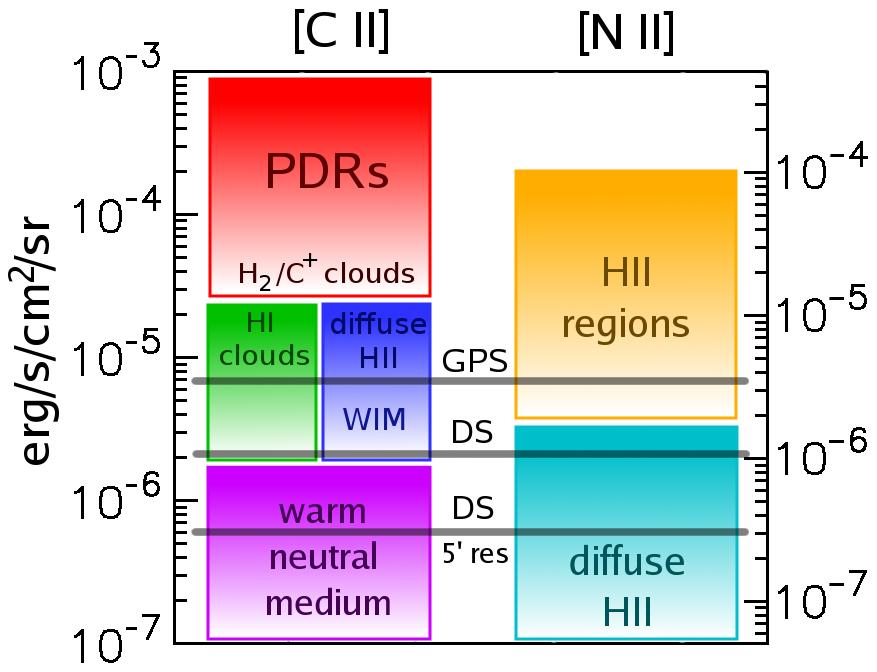 [C II]
[N II]
10⁻³
10⁻⁴
10⁻⁵
10⁻⁶
10⁻⁷
erg/s/cm²/sr
PDRs
H₂/C⁺ clouds
HI
clouds
diffuse
HII
WIM
warm
neutral
medium
GPS
DS
DS
5' res
HII
regions
diffuse
HII
10⁻⁴
10⁻⁵
10⁻⁶
10⁻⁷